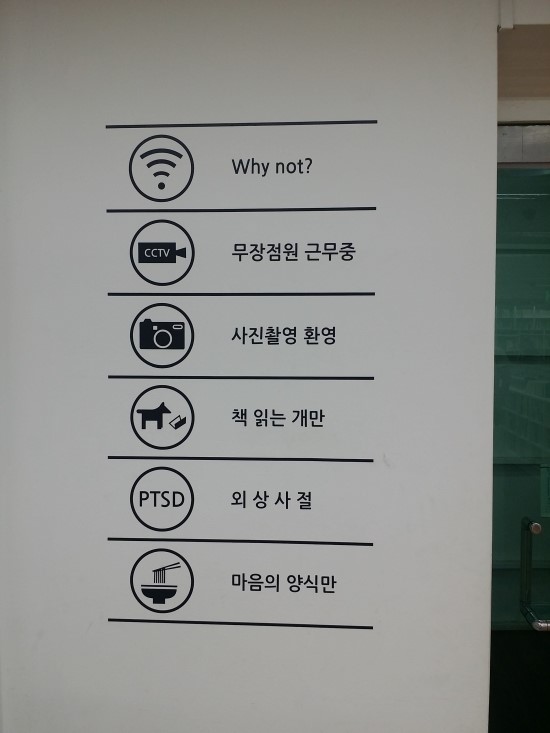 Why not?
CCTV 무장점원 근무중
사진촬영 환영
책 읽는 개만
PTSD 외 상 사 절
마음의 양식만